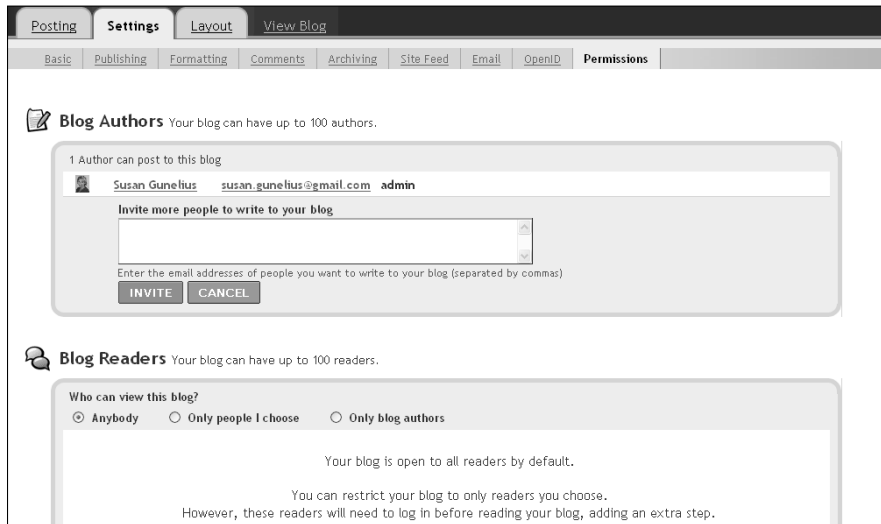 Posting Settings Layout View Blog
Basic Publishing Formatting Comments Archiving Site Feed Email OpenID Permissions
Blog Authors Your blog can have up to 100 authors.
1 Author can post to this blog
Susan Gunelius susan.gunelius@gmail.com admin
Invite more people to write to your blog
Enter the email addresses of people you want to write to your blog (separated by commas)
INVITE CANCEL
Blog Readers Your blog can have up to 100 readers.
Who can view this blog?
Anybody Only people I choose Only blog authors
Your blog is open to all readers by default.
You can restrict your blog to only readers you choose.
However, these readers will need to log in before reading your blog, adding an extra step.